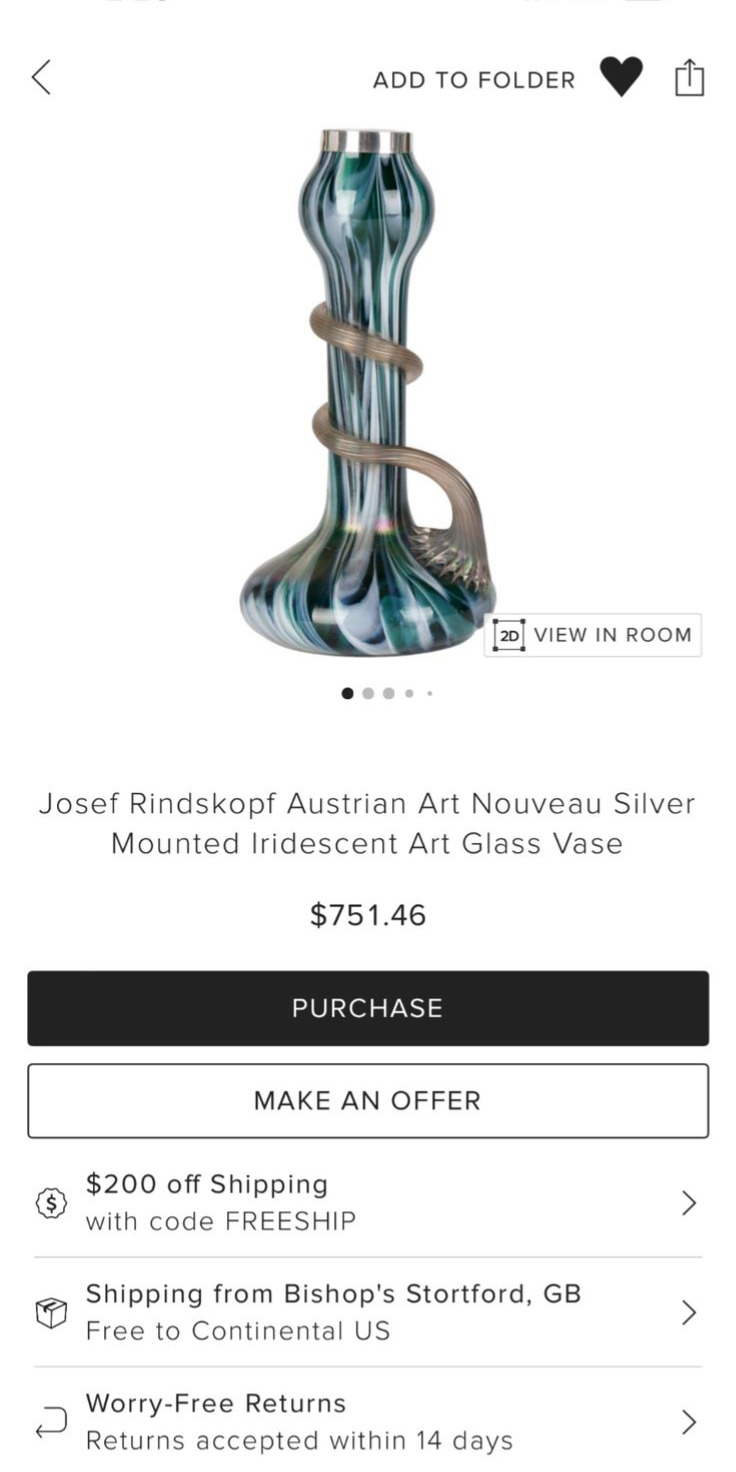 ADD TO FOLDER
2D VIEW IN ROOM
Josef Rindskopf Austrian Art Nouveau Silver
Mounted Iridescent Art Glass Vase
$751.46
PURCHASE
MAKE AN OFFER
$200 off Shipping
with code FREESHIP
Shipping from Bishop's Stortford, GB
Free to Continental US
Worry-Free Returns
Returns accepted within 14 days